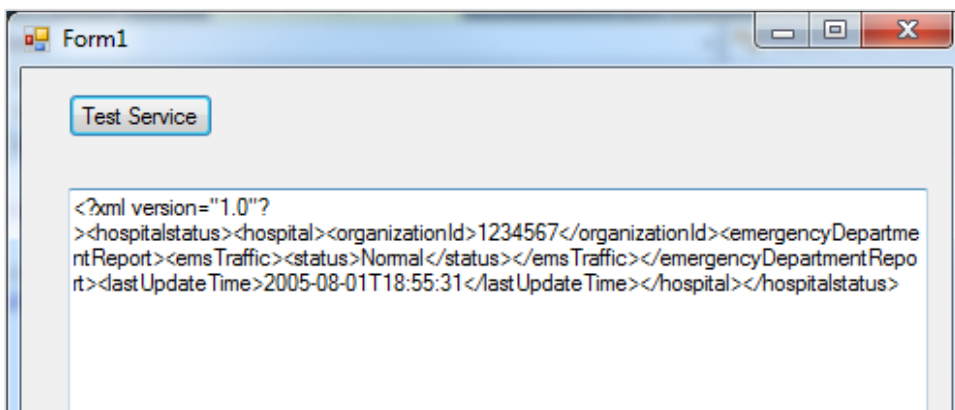 Form1
Test Service
<?xml version="1.0"?
><hospitalstatus><hospital><organizationId>1234567</organizationId><emergencyDepartme
ntReport><emsTraffic><status>Normal</status></emsTraffic></emergencyDepartmentRepo
rt><lastUpdateTime>2005-08-01T18:55:31</lastUpdateTime></hospital></hospitalstatus>